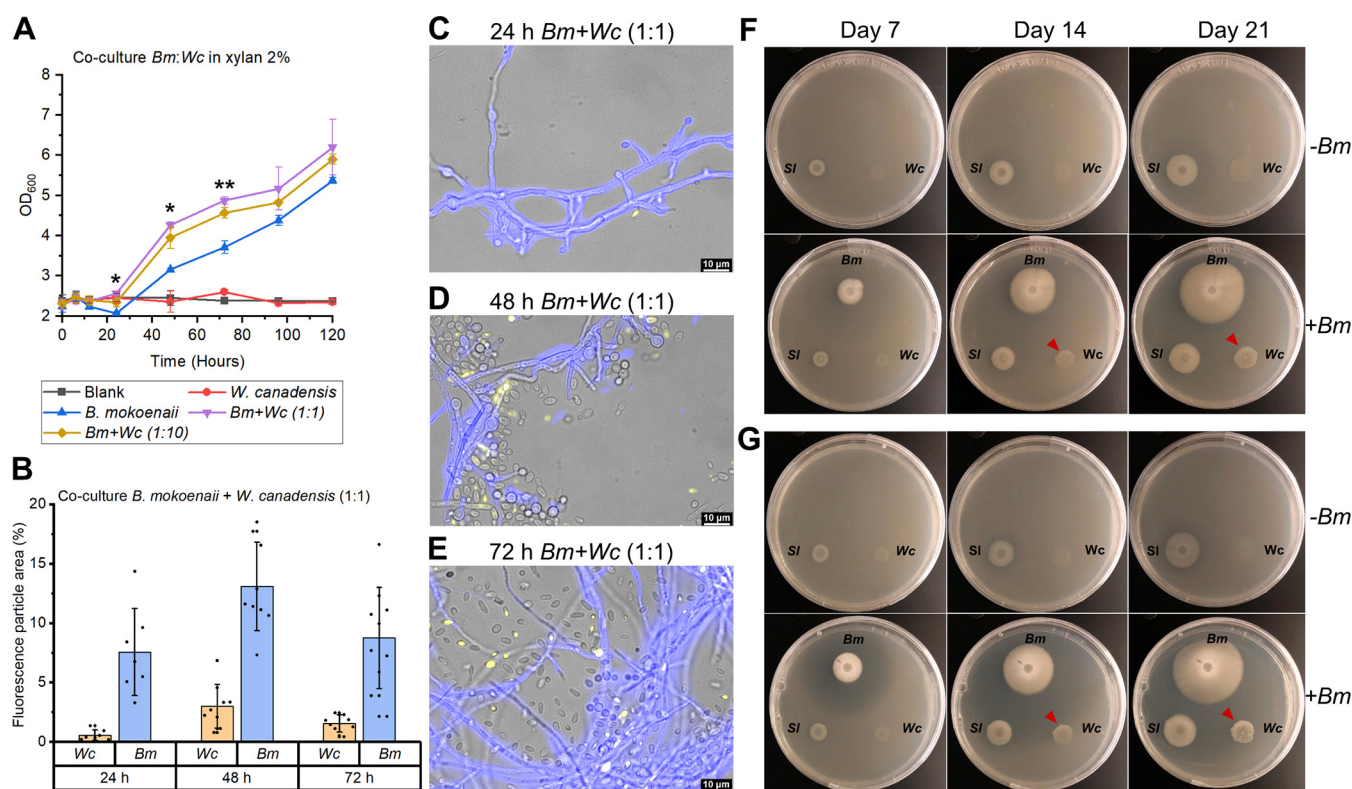 A
Co-culture Bm:Wc in xylan 2%
OD600
8
7
6
5
4
3
2
*
*
**
0
20
40
60
80
100
120
Time (Hours)
Blank
W. canadensis
B. mokoenaii
Bm+Wc (1:1)
Bm+Wc (1:10)
B
Co-culture B. mokoenaii + W. canadensis (1:1)
Fluorescence particle area (%)
20
15
10
5
0
Wc
Bm
Wc
Bm
Wc
Bm
24 h
48 h
72 h
C
24 h Bm+Wc (1:1)
10 µm
D
48 h Bm+Wc (1:1)
10 µm
E
72 h Bm+Wc (1:1)
10 µm
F
Day 7
Day 14
Day 21
Sl
Wc
Sl
Wc
Sl
Wc
-Bm
Bm
Bm
Bm
Sl
Wc
Sl
Wc
Sl
Wc
+Bm
G
Sl
Wc
Sl
Wc
Sl
Wc
-Bm
Bm
Bm
Bm
Sl
Wc
Sl
Wc
Sl
Wc
+Bm